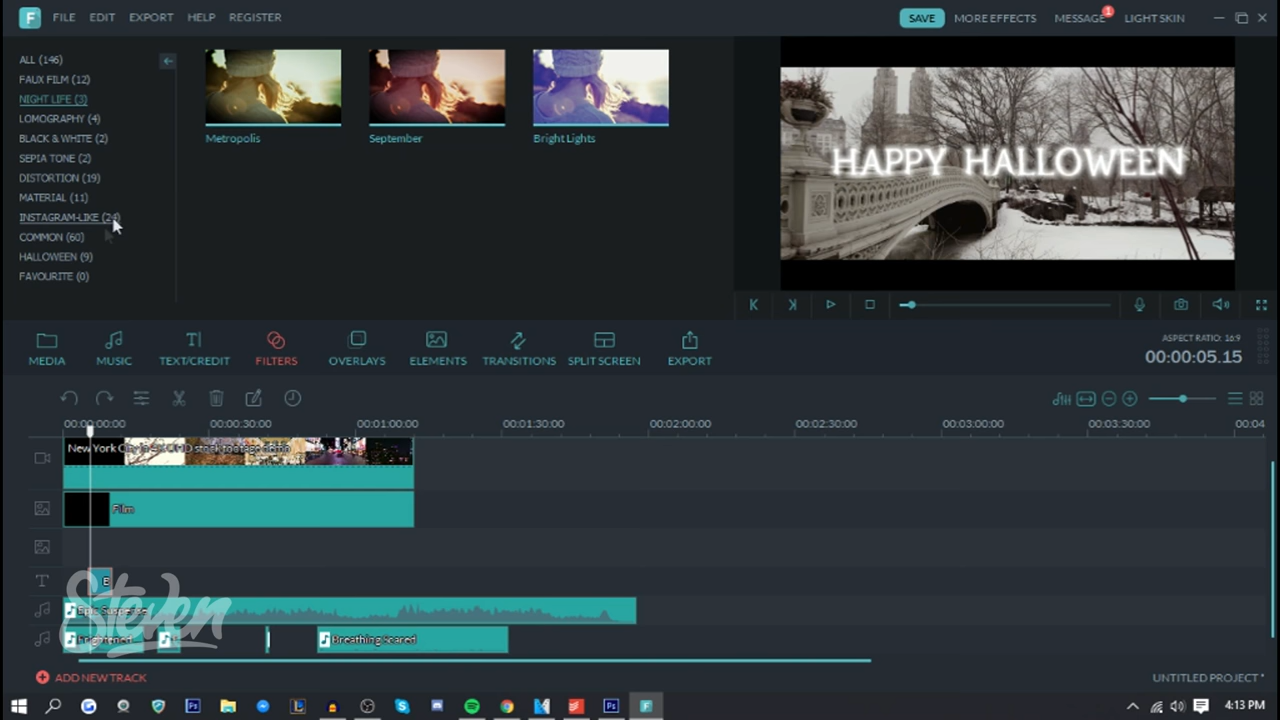 F FILE EDIT EXPORT HELP REGISTER SAVE MORE EFFECTS MESSAGE 1 LIGHT SKIN
ALL (146)
FAUX FILM (12)
NIGHT LIFE (3)
LOMOGRAPHY (4)
BLACK & WHITE (2)
SEPIA TONE (2)
DISTORTION (19)
MATERIAL (11)
INSTAGRAM-LIKE (24)
COMMON (60)
HALLOWEEN (9)
FAVOURITE (0)
Metropolis September Bright Lights
HAPPY HALLOWEEN
MEDIA MUSIC TEXT/CREDIT FILTERS OVERLAYS ELEMENTS TRANSITIONS SPLIT SCREEN EXPORT
ASPECT RATIO: 16:9
00:00:05.15
00:00:00:00 00:00:30:00 00:01:00:00 00:01:30:00 00:02:00:00 00:02:30:00 00:03:00:00 00:03:30:00 00:04
New York City in stock footage demo
Film
T E
Epic Suspense
Frightened Breathing Scared
Steven
ADD NEW TRACK UNTITLED PROJECT *
4:13 PM